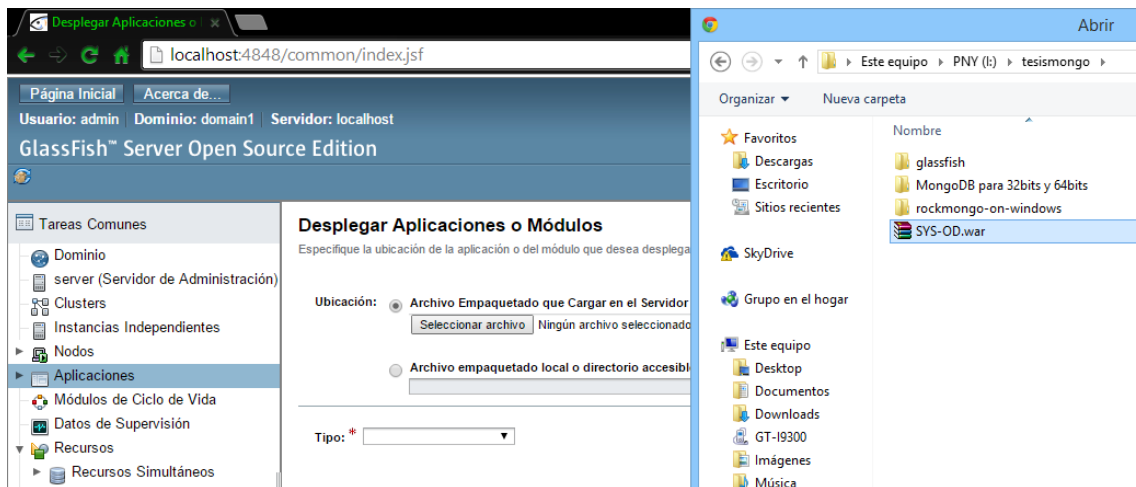 Desplegar Aplicaciones o
localhost:4848/common/index.jsf
Página Inicial Acerca de...
Usuario: admin Dominio: domain1 Servidor: localhost
GlassFish™ Server Open Source Edition
Tareas Comunes
Dominio
server (Servidor de Administración)
Clusters
Instancias Independientes
Nodos
Aplicaciones
Módulos de Ciclo de Vida
Datos de Supervisión
Recursos
Recursos Simultáneos
Desplegar Aplicaciones o Módulos
Especifique la ubicación de la aplicación o del módulo que desea desplega
Ubicación: Archivo Empaquetado que Cargar en el Servidor
Seleccionar archivo Ningún archivo seleccionado
Archivo empaquetado local o directorio accesibl
Tipo: *
Abrir
Este equipo PNY (I:) tesismongo
Organizar Nueva carpeta
Favoritos
Descargas
Escritorio
Sitios recientes
SkyDrive
Grupo en el hogar
Este equipo
Desktop
Documentos
Downloads
GT-I9300
Imágenes
Música
Nombre
glassfish
MongoDB para 32bits y 64bits
rockmongo-on-windows
SYS-OD.war